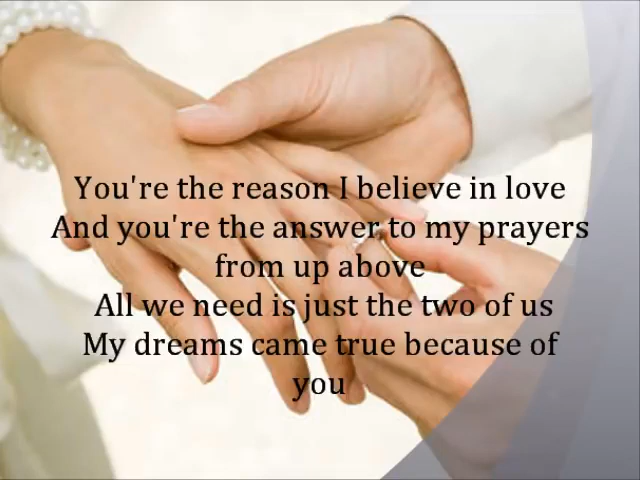 You're the reason I believe in love
And you're the answer to my prayers
from up above
All we need is just the two of us
My dreams came true because of
you